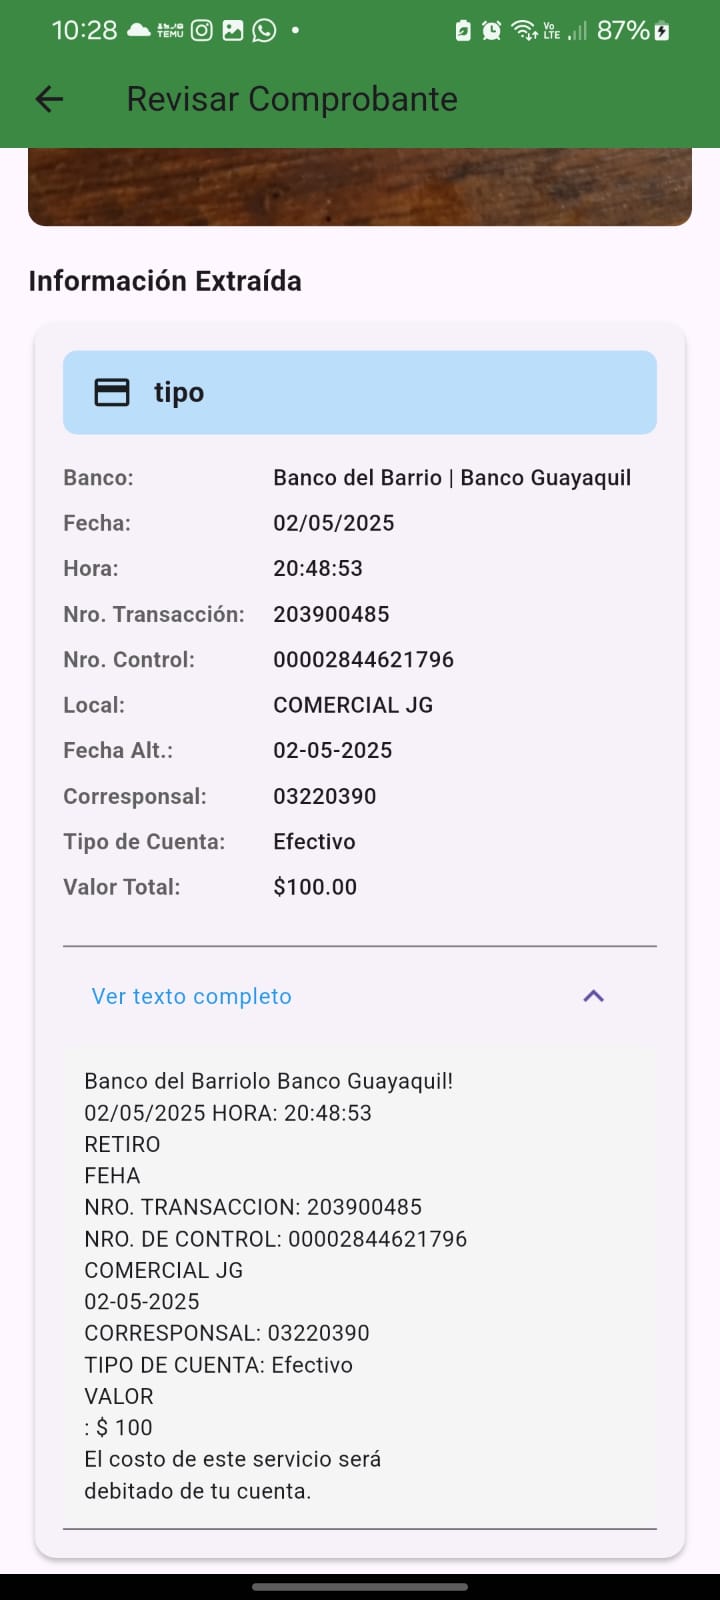 10:28
TEMU
Vo
LTE
87%
Revisar Comprobante
Información Extraída
tipo
Banco: Banco del Barrio | Banco Guayaquil
Fecha: 02/05/2025
Hora: 20:48:53
Nro. Transacción: 203900485
Nro. Control: 00002844621796
Local: COMERCIAL JG
Fecha Alt.: 02-05-2025
Corresponsal: 03220390
Tipo de Cuenta: Efectivo
Valor Total: $100.00
Ver texto completo
Banco del Barriolo Banco Guayaquil!
02/05/2025 HORA: 20:48:53
RETIRO
FEHA
NRO. TRANSACCION: 203900485
NRO. DE CONTROL: 00002844621796
COMERCIAL JG
02-05-2025
CORRESPONSAL: 03220390
TIPO DE CUENTA: Efectivo
VALOR
: $ 100
El costo de este servicio será
debitado de tu cuenta.